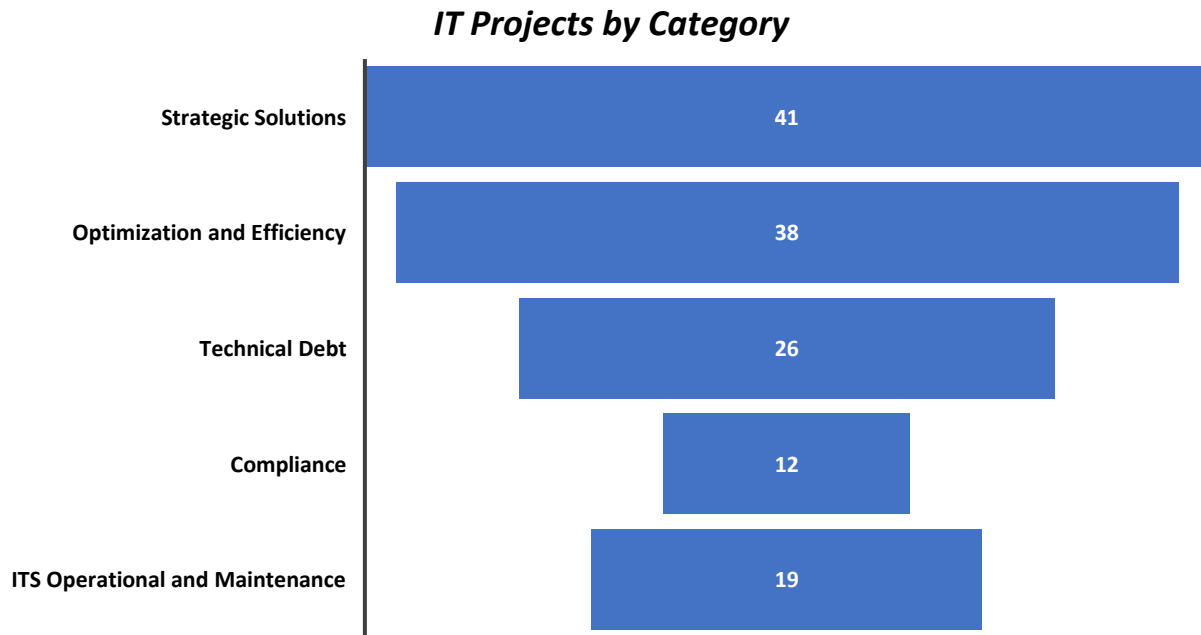 IT Projects by Category
Strategic Solutions
41
Optimization and Efficiency
38
Technical Debt
26
Compliance
12
ITS Operational and Maintenance
19